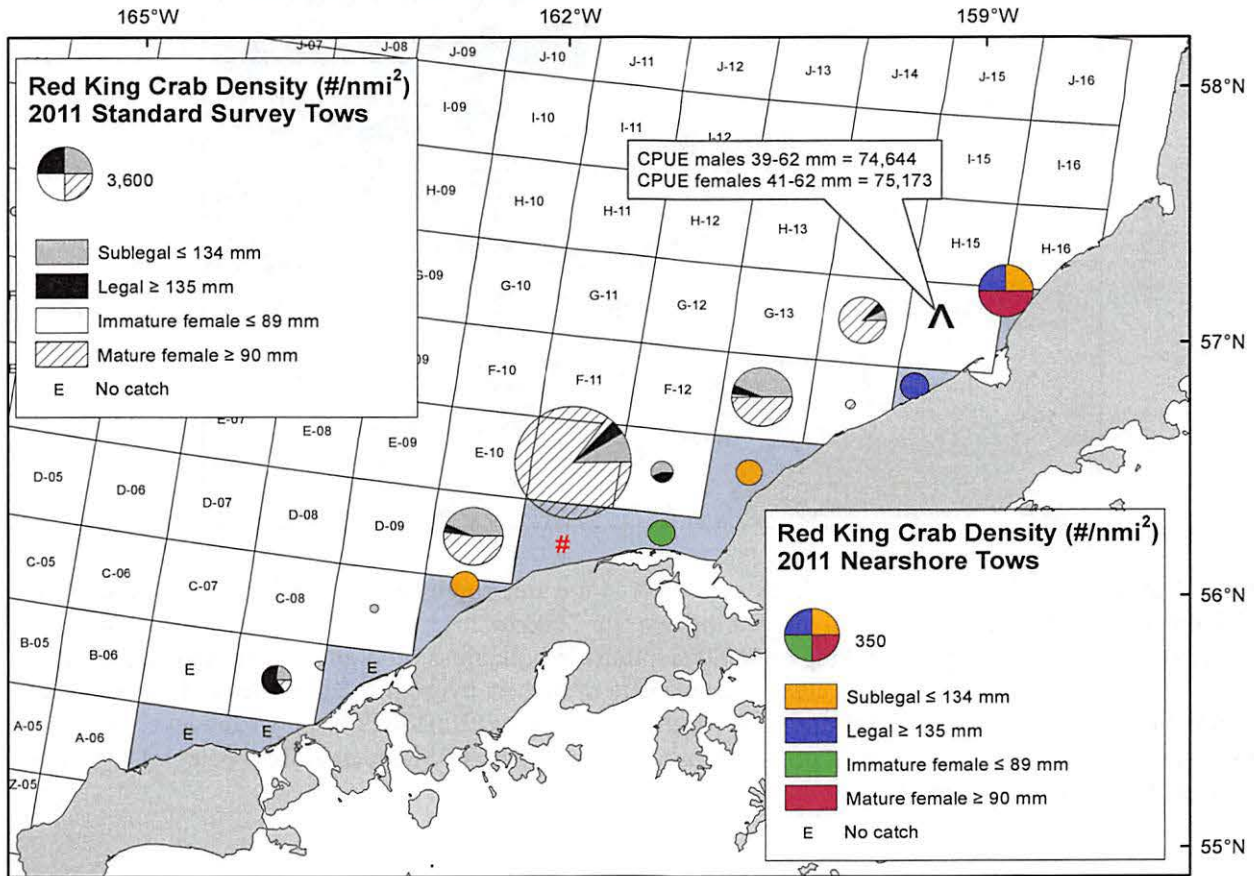 165°W 162°W 159°W
J-07 J-08 J-09 J-10 J-11 J-12 J-13 J-14 J-15 J-16
58°N
Red King Crab Density (#/nmi²)
2011 Standard Survey Tows
3,600
Sublegal ≤ 134 mm
Legal ≥ 135 mm
Immature female ≤ 89 mm
Mature female ≥ 90 mm
E No catch
I-09 I-10 I-11 I-12 I-15 I-16
CPUE males 39-62 mm = 74,644
CPUE females 41-62 mm = 75,173
H-09 H-10 H-11 H-12 H-13 H-15 H-16
G-10 G-11 G-12 G-13
Λ
57°N
F-10 F-11 F-12
E-08 E-09 E-10
D-05 D-06 D-07 D-08 D-09
#
C-05 C-06 C-07 C-08
56°N
B-05 B-06 E E
A-05 A-06 E E
Z-05
55°N
Red King Crab Density (#/nmi²)
2011 Nearshore Tows
350
Sublegal ≤ 134 mm
Legal ≥ 135 mm
Immature female ≤ 89 mm
Mature female ≥ 90 mm
E No catch